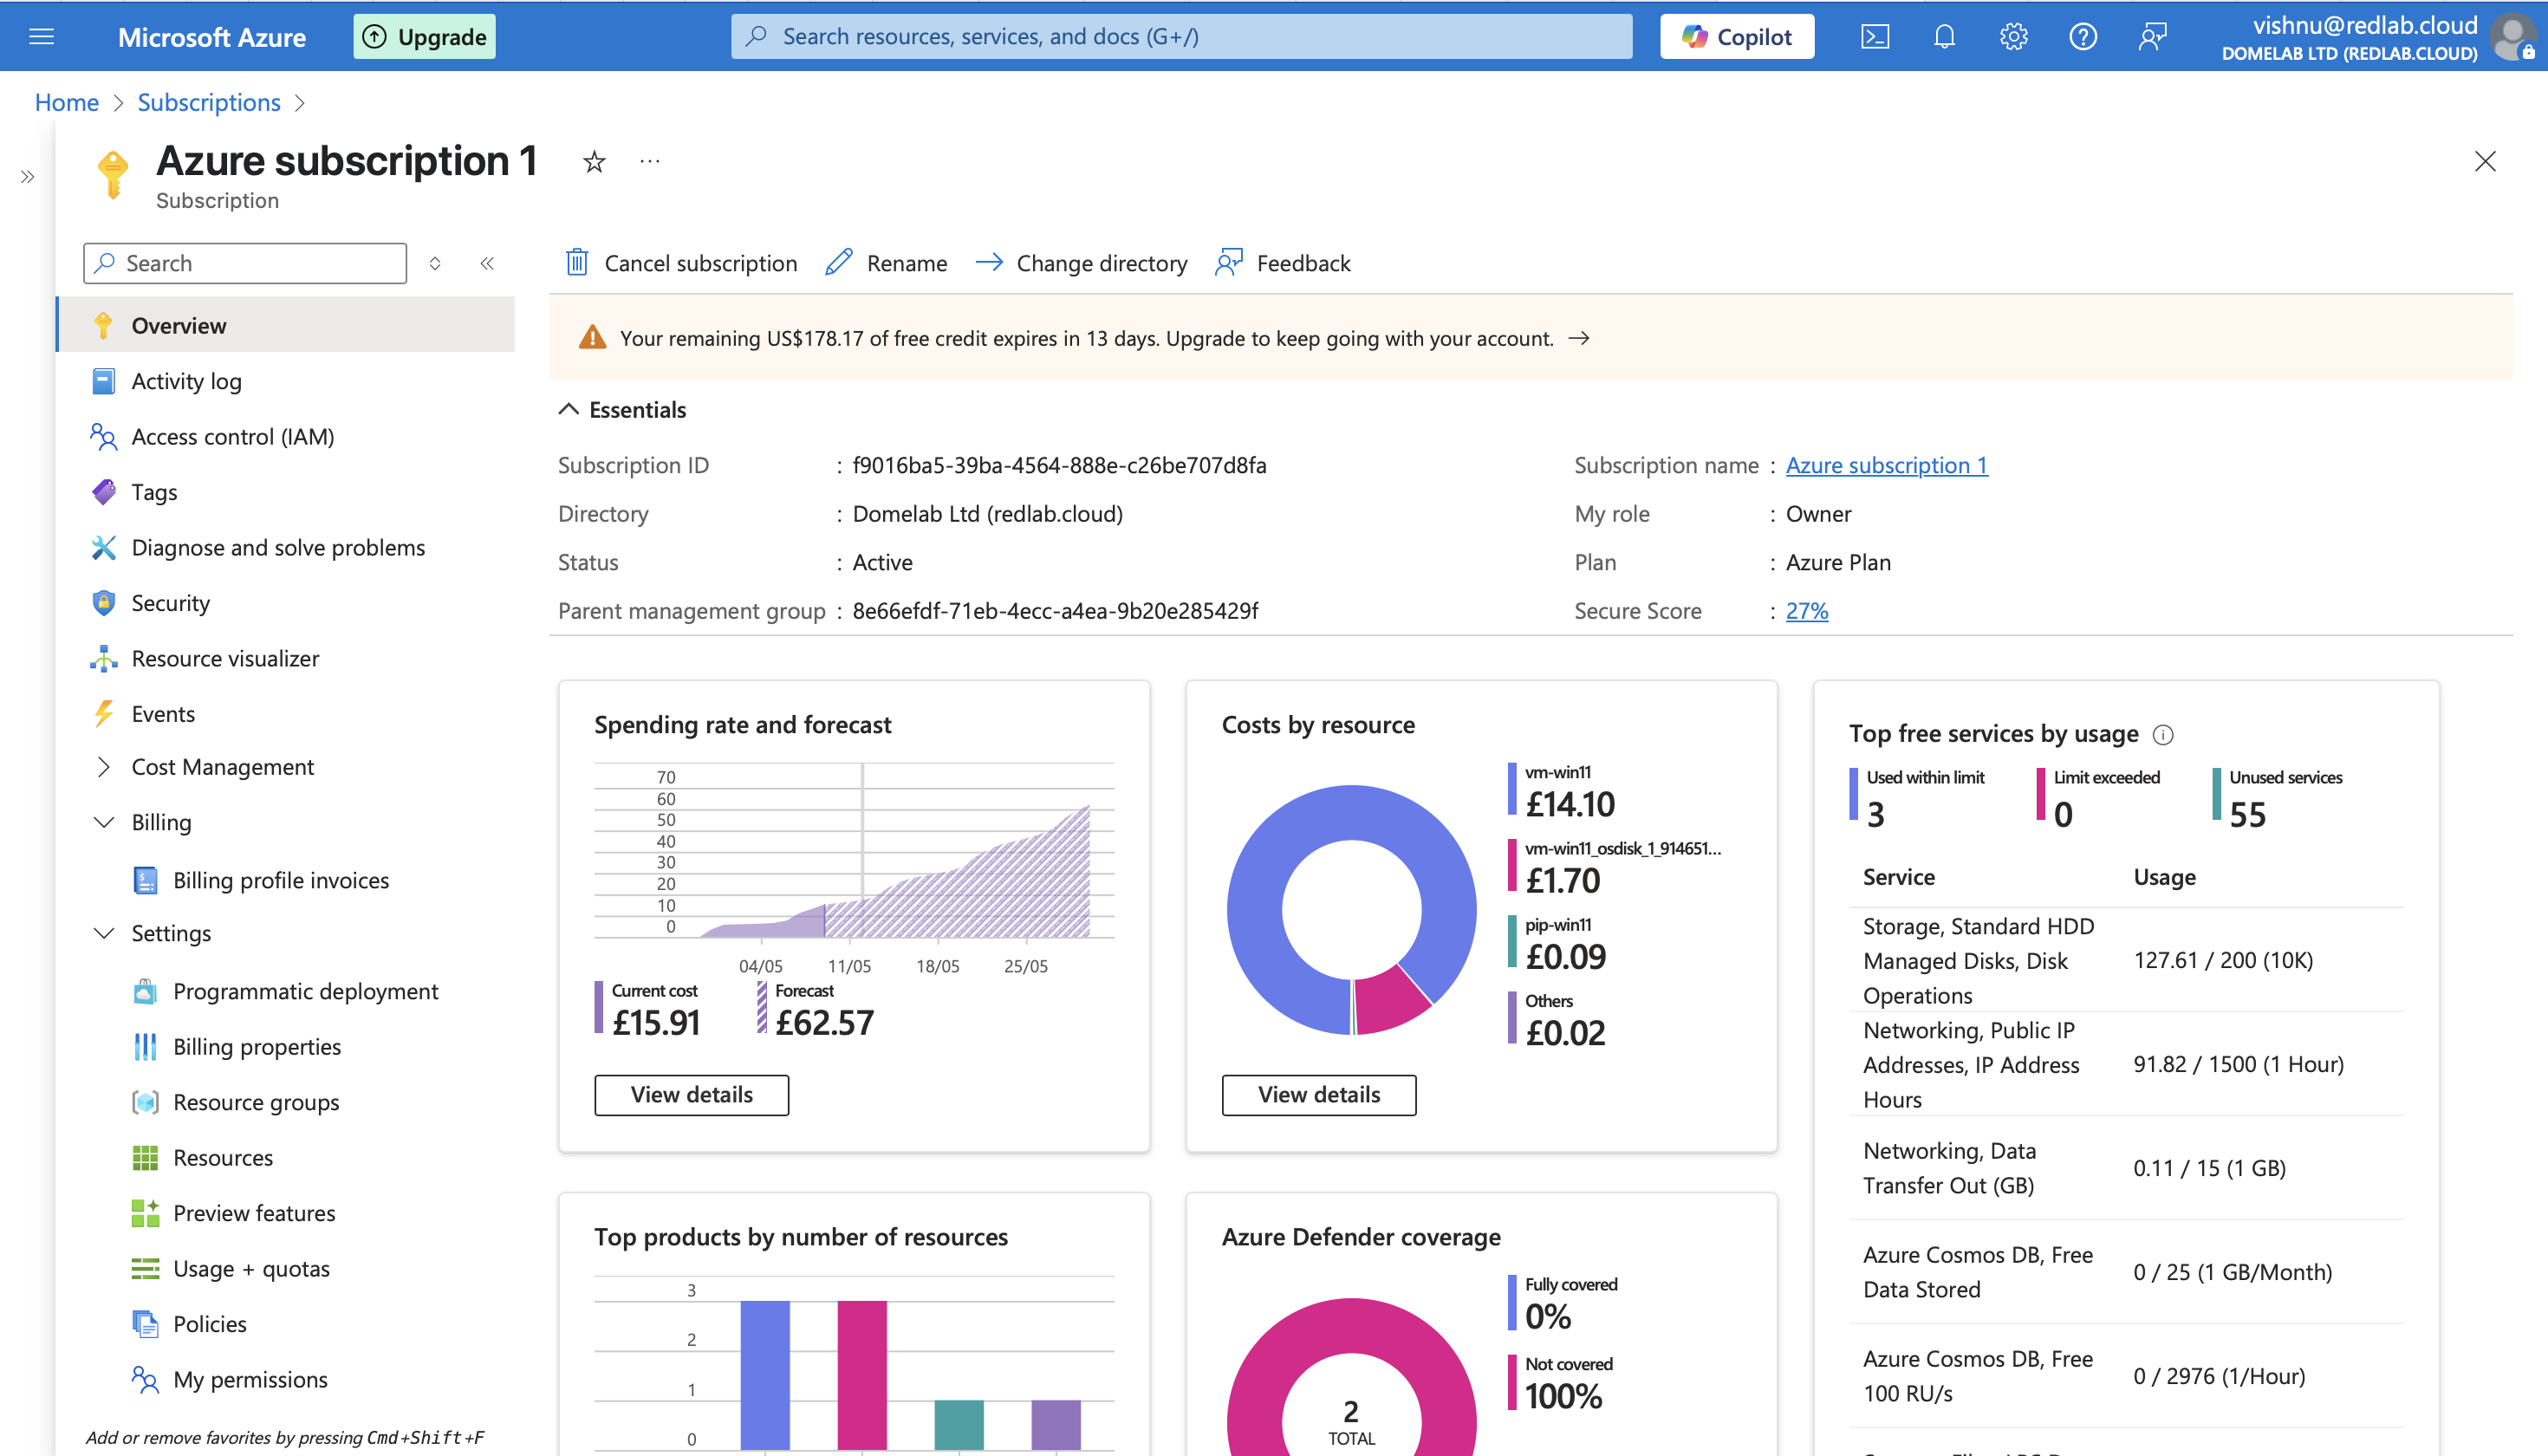 Microsoft Azure
Upgrade
Search resources, services, and docs (G+/)
Copilot
vishnu@redlab.cloud
DOMELAB LTD (REDLAB.CLOUD)
Home > Subscriptions >
Azure subscription 1
Subscription
Search
Overview
Activity log
Access control (IAM)
Tags
Diagnose and solve problems
Security
Resource visualizer
Events
Cost Management
Billing
Billing profile invoices
Settings
Programmatic deployment
Billing properties
Resource groups
Resources
Preview features
Usage + quotas
Policies
My permissions
Add or remove favorites by pressing Cmd+Shift+F
Cancel subscription
Rename
Change directory
Feedback
Your remaining US$178.17 of free credit expires in 13 days. Upgrade to keep going with your account. →
Essentials
Subscription ID : f9016ba5-39ba-4564-888e-c26be707d8fa
Directory : Domelab Ltd (redlab.cloud)
Status : Active
Parent management group : 8e66efdf-71eb-4ecc-a4ea-9b20e285429f
Subscription name : Azure subscription 1
My role : Owner
Plan : Azure Plan
Secure Score : 27%
Spending rate and forecast
70
60
50
40
30
20
10
0
04/05 11/05 18/05 25/05
Current cost
£15.91
Forecast
£62.57
View details
Costs by resource
vm-win11
£14.10
vm-win11_osdisk_1_914651...
£1.70
pip-win11
£0.09
Others
£0.02
View details
Top free services by usage
Used within limit
3
Limit exceeded
0
Unused services
55
Service Usage
Storage, Standard HDD
Managed Disks, Disk
Operations
127.61 / 200 (10K)
Networking, Public IP
Addresses, IP Address
Hours
91.82 / 1500 (1 Hour)
Networking, Data
Transfer Out (GB)
0.11 / 15 (1 GB)
Azure Cosmos DB, Free
Data Stored
0 / 25 (1 GB/Month)
Azure Cosmos DB, Free
100 RU/s
0 / 2976 (1/Hour)
Top products by number of resources
3
2
1
0
Azure Defender coverage
2
TOTAL
Fully covered
0%
Not covered
100%